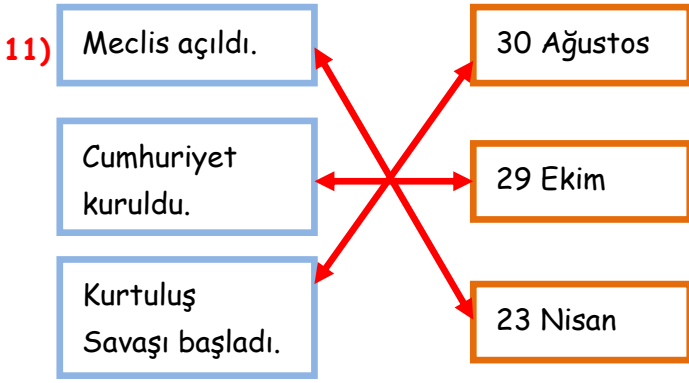 11)
Meclis açıldı.
30 Ağustos
Cumhuriyet
kuruldu.
29 Ekim
Kurtuluş
Savaşı başladı.
23 Nisan